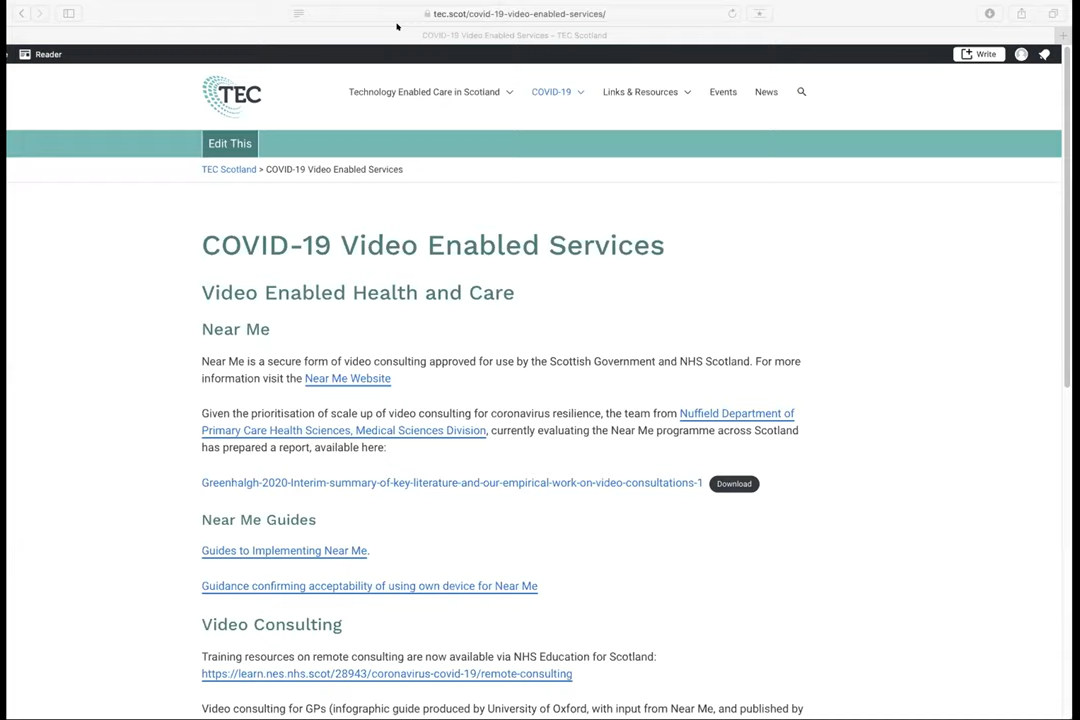 tec.scot/covid-19-video-enabled-services/
COVID-19 Video Enabled Services – TEC Scotland
Reader
Write
TEC
Technology Enabled Care in Scotland
COVID-19
Links & Resources
Events
News
Edit This
TEC Scotland > COVID-19 Video Enabled Services
COVID-19 Video Enabled Services
Video Enabled Health and Care
Near Me
Near Me is a secure form of video consulting approved for use by the Scottish Government and NHS Scotland. For more
information visit the Near Me Website
Given the prioritisation of scale up of video consulting for coronavirus resilience, the team from Nuffield Department of
Primary Care Health Sciences, Medical Sciences Division, currently evaluating the Near Me programme across Scotland
has prepared a report, available here:
Greenhalgh-2020-Interim-summary-of-key-literature-and-our-empirical-work-on-video-consultations-1 Download
Near Me Guides
Guides to Implementing Near Me.
Guidance confirming acceptability of using own device for Near Me
Video Consulting
Training resources on remote consulting are now available via NHS Education for Scotland:
https://learn.nes.nhs.scot/28943/coronavirus-covid-19/remote-consulting
Video consulting for GPs (infographic guide produced by University of Oxford, with input from Near Me, and published by